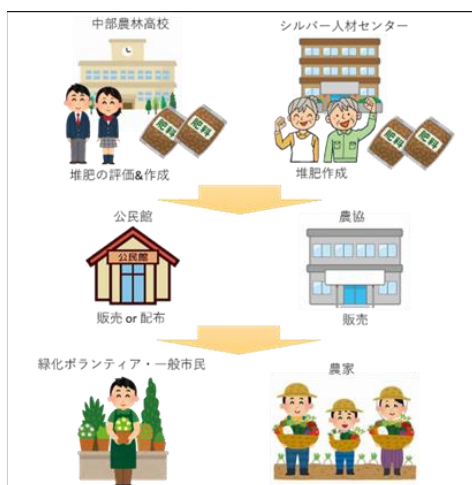 中部農林高校
シルバー人材センター
肥料
肥料
肥料
肥料
堆肥の評価&作成
堆肥作成
公民館
農協
公民館
販売 or 配布
販売
緑化ボランティア・一般市民
農家